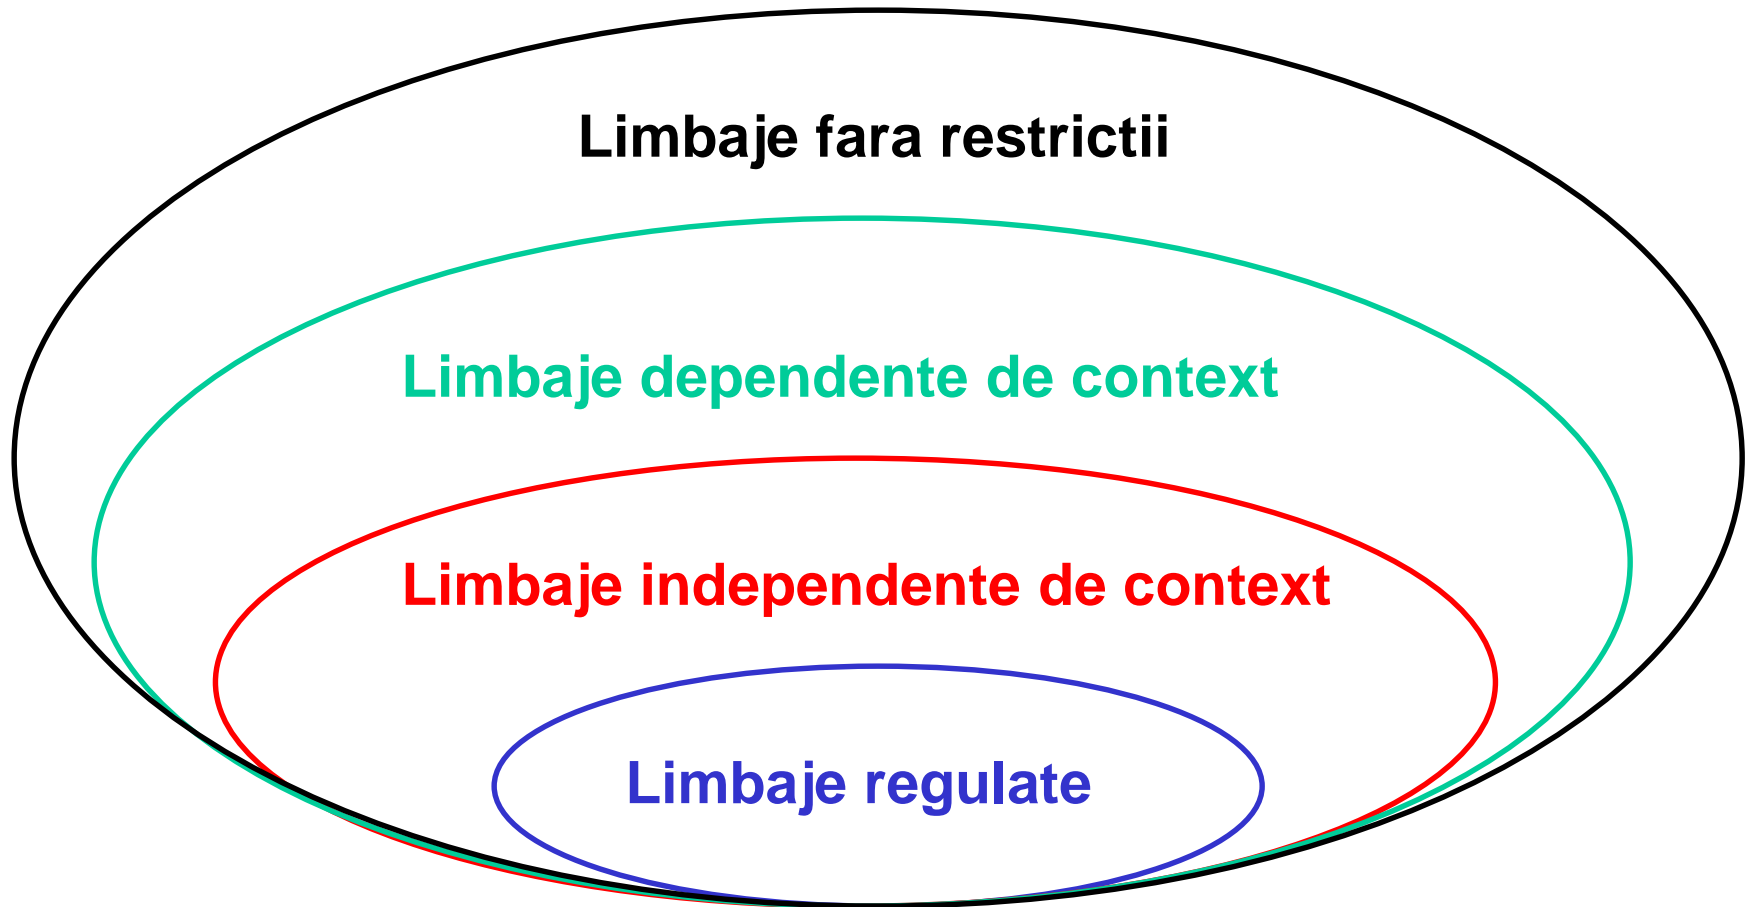 Limbaje fara restrictii
Limbaje dependente de context
Limbaje independente de context
Limbaje regulate